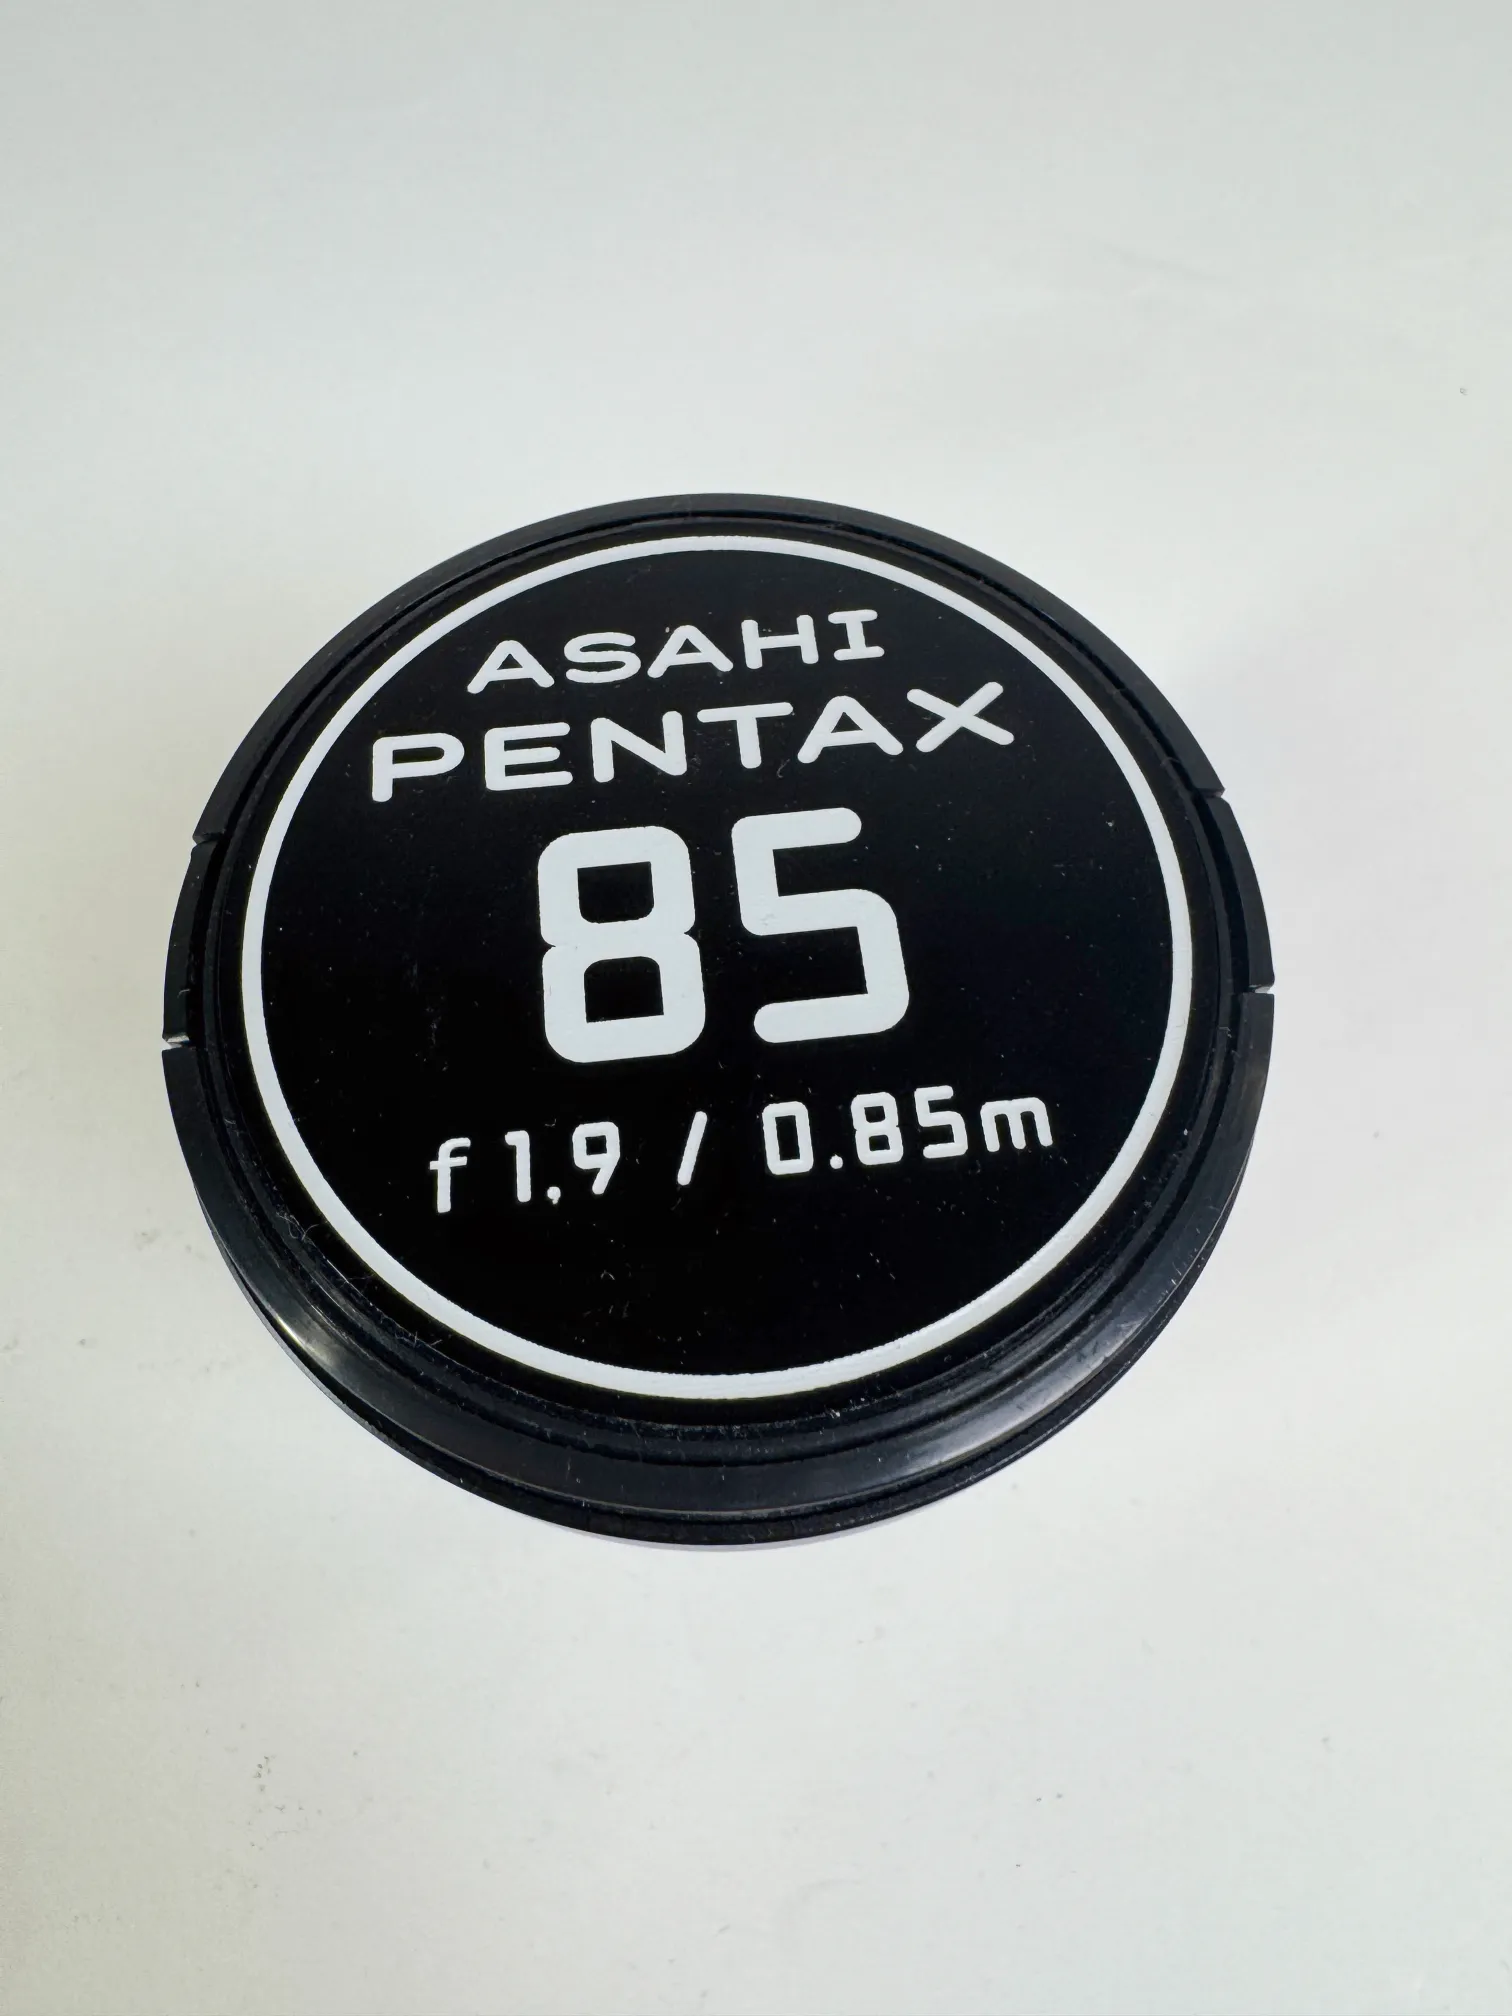 ASAHI
PENTAX
85
f 1,9 / 0.85m